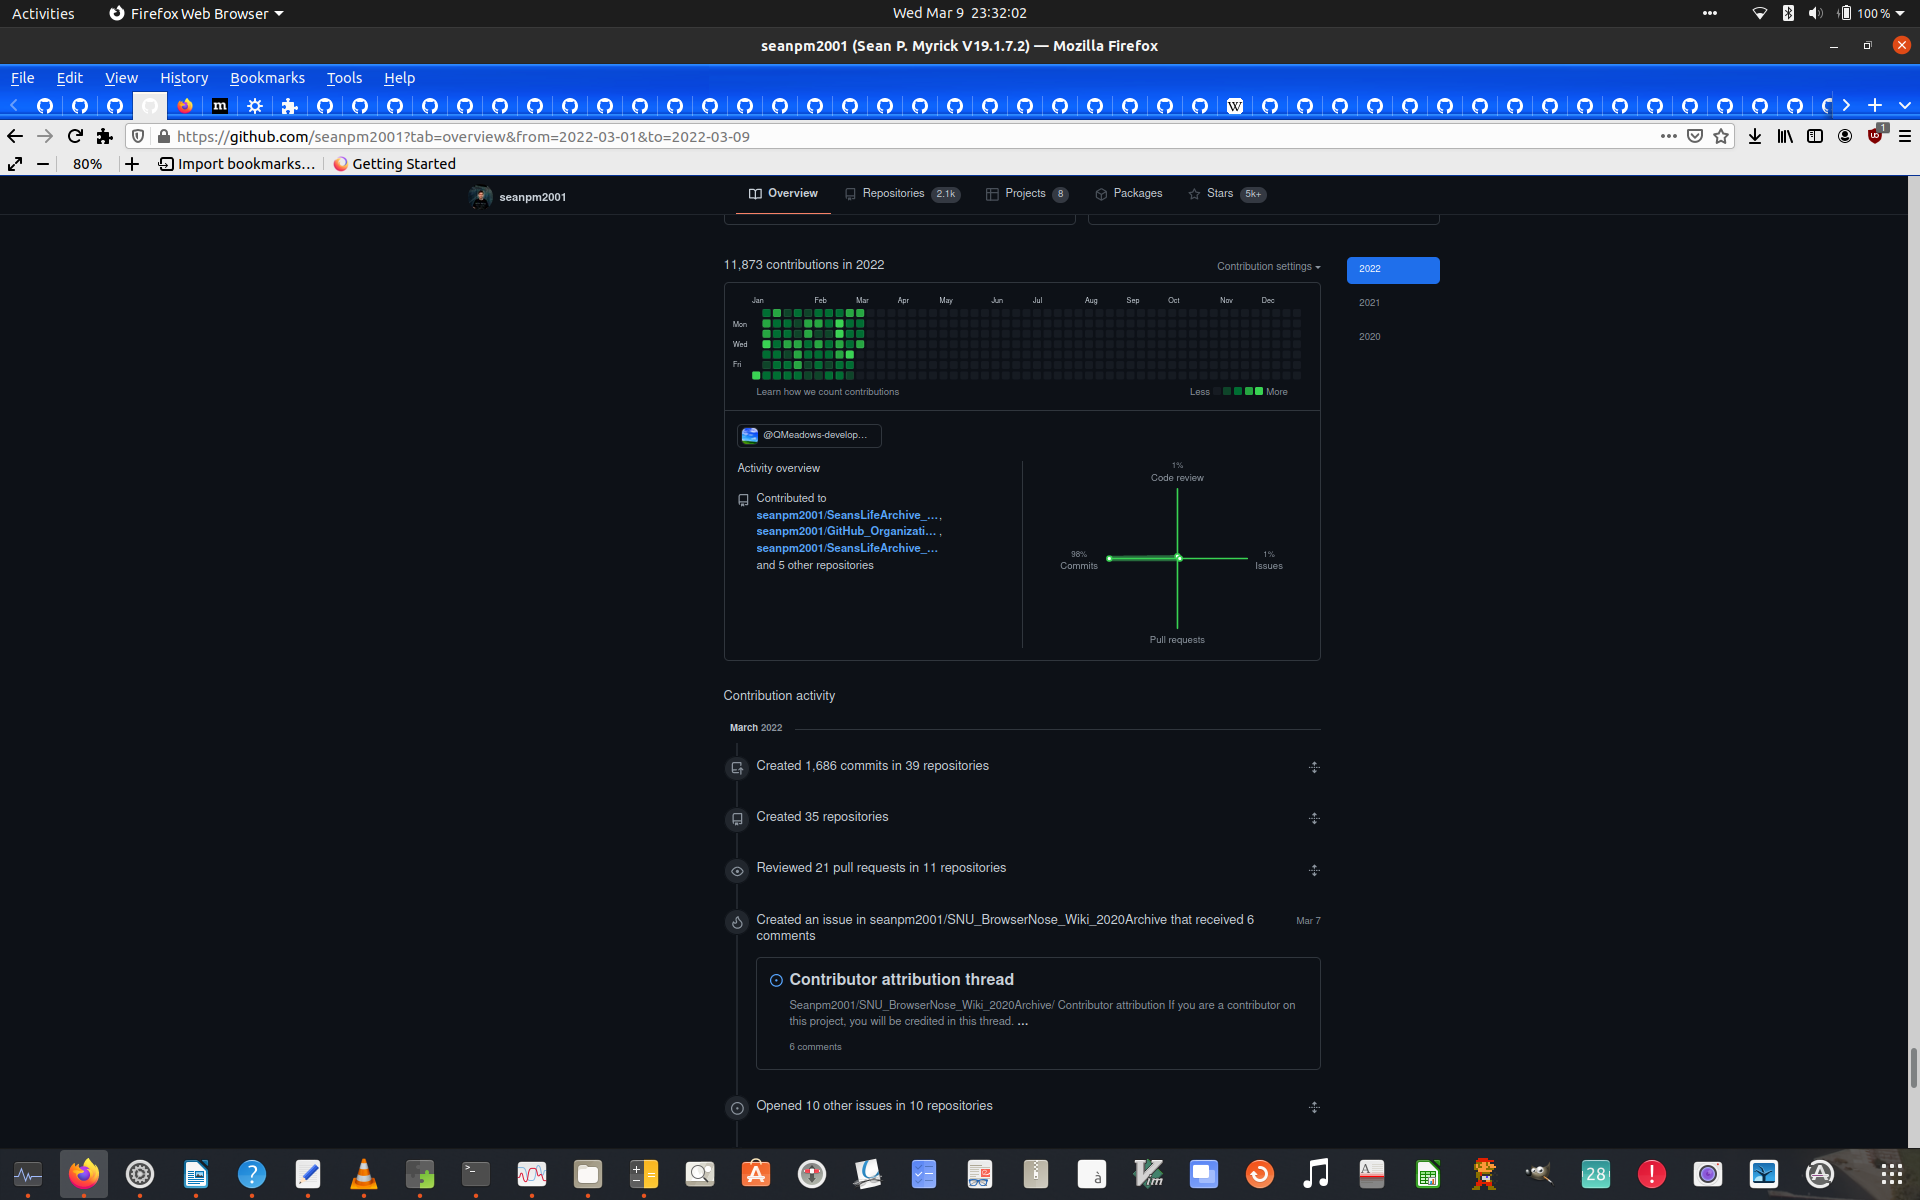 Activities
Firefox Web Browser
Wed Mar 9 23:32:02
100 %
seanpm2001 (Sean P. Myrick V19.1.7.2) — Mozilla Firefox
File Edit View History Bookmarks Tools Help
m
W
https://github.com/seanpm2001?tab=overview&from=2022-03-01&to=2022-03-09
1
80%
Import bookmarks…
Getting Started
seanpm2001
Overview
Repositories 2.1k
Projects 8
Packages
Stars 5k+
11,873 contributions in 2022
Contribution settings
2022
2021
2020
Jan Feb Mar Apr May Jun Jul Aug Sep Oct Nov Dec
Mon
Wed
Fri
Learn how we count contributions
Less More
@QMeadows-develop…
Activity overview
Contributed to
seanpm2001/SeansLifeArchive_… ,
seanpm2001/GitHub_Organizati… ,
seanpm2001/SeansLifeArchive_…
and 5 other repositories
1%
Code review
98%
Commits
1%
Issues
Pull requests
Contribution activity
March 2022
Created 1,686 commits in 39 repositories
Created 35 repositories
Reviewed 21 pull requests in 11 repositories
Created an issue in seanpm2001/SNU_BrowserNose_Wiki_2020Archive that received 6
comments
Mar 7
Contributor attribution thread
Seanpm2001/SNU_BrowserNose_Wiki_2020Archive/ Contributor attribution If you are a contributor on
this project, you will be credited in this thread. …
6 comments
Opened 10 other issues in 10 repositories
?
>_
à
Vim
A
28
!